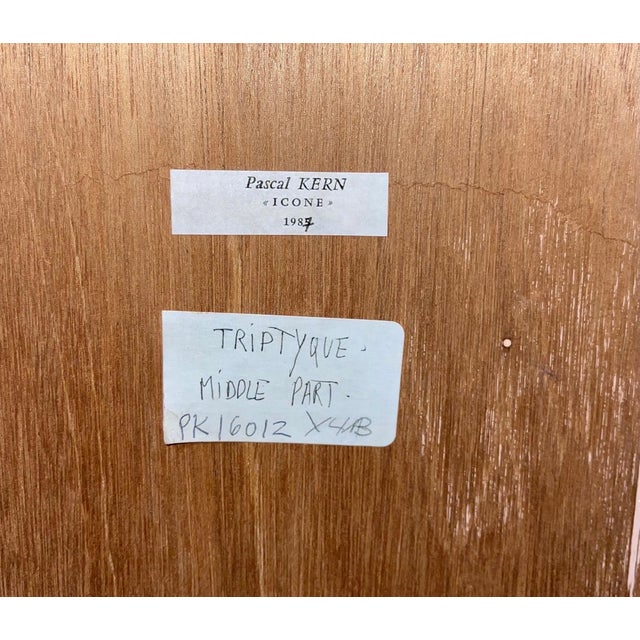 Pascal KERN
« ICONE »
1987
TRIPTYQUE.
MIDDLE PART.
PK16012